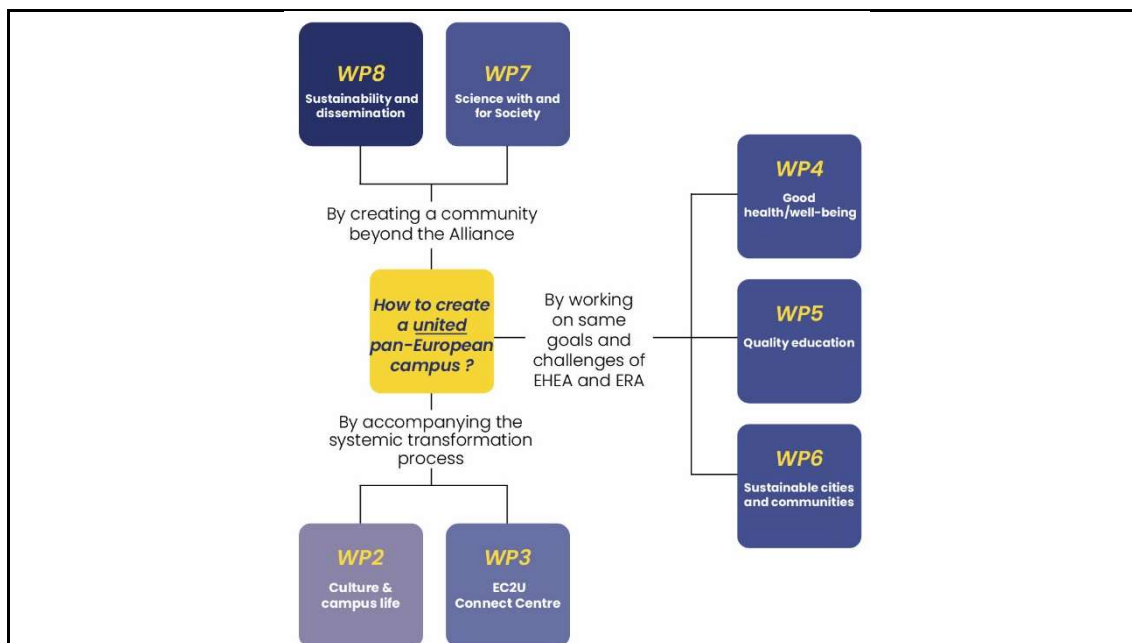 WP8
Sustainability and
dissemination
WP7
Science with and
for Society
By creating a community
beyond the Alliance
How to create
a united
pan-European
campus ?
By working
on same
goals and
challenges of
EHEA and ERA
WP4
Good
health/well-being
WP5
Quality education
WP6
Sustainable cities
and communities
By accompanying the
systemic transformation
process
WP2
Culture &
campus life
WP3
EC2U
Connect Centre